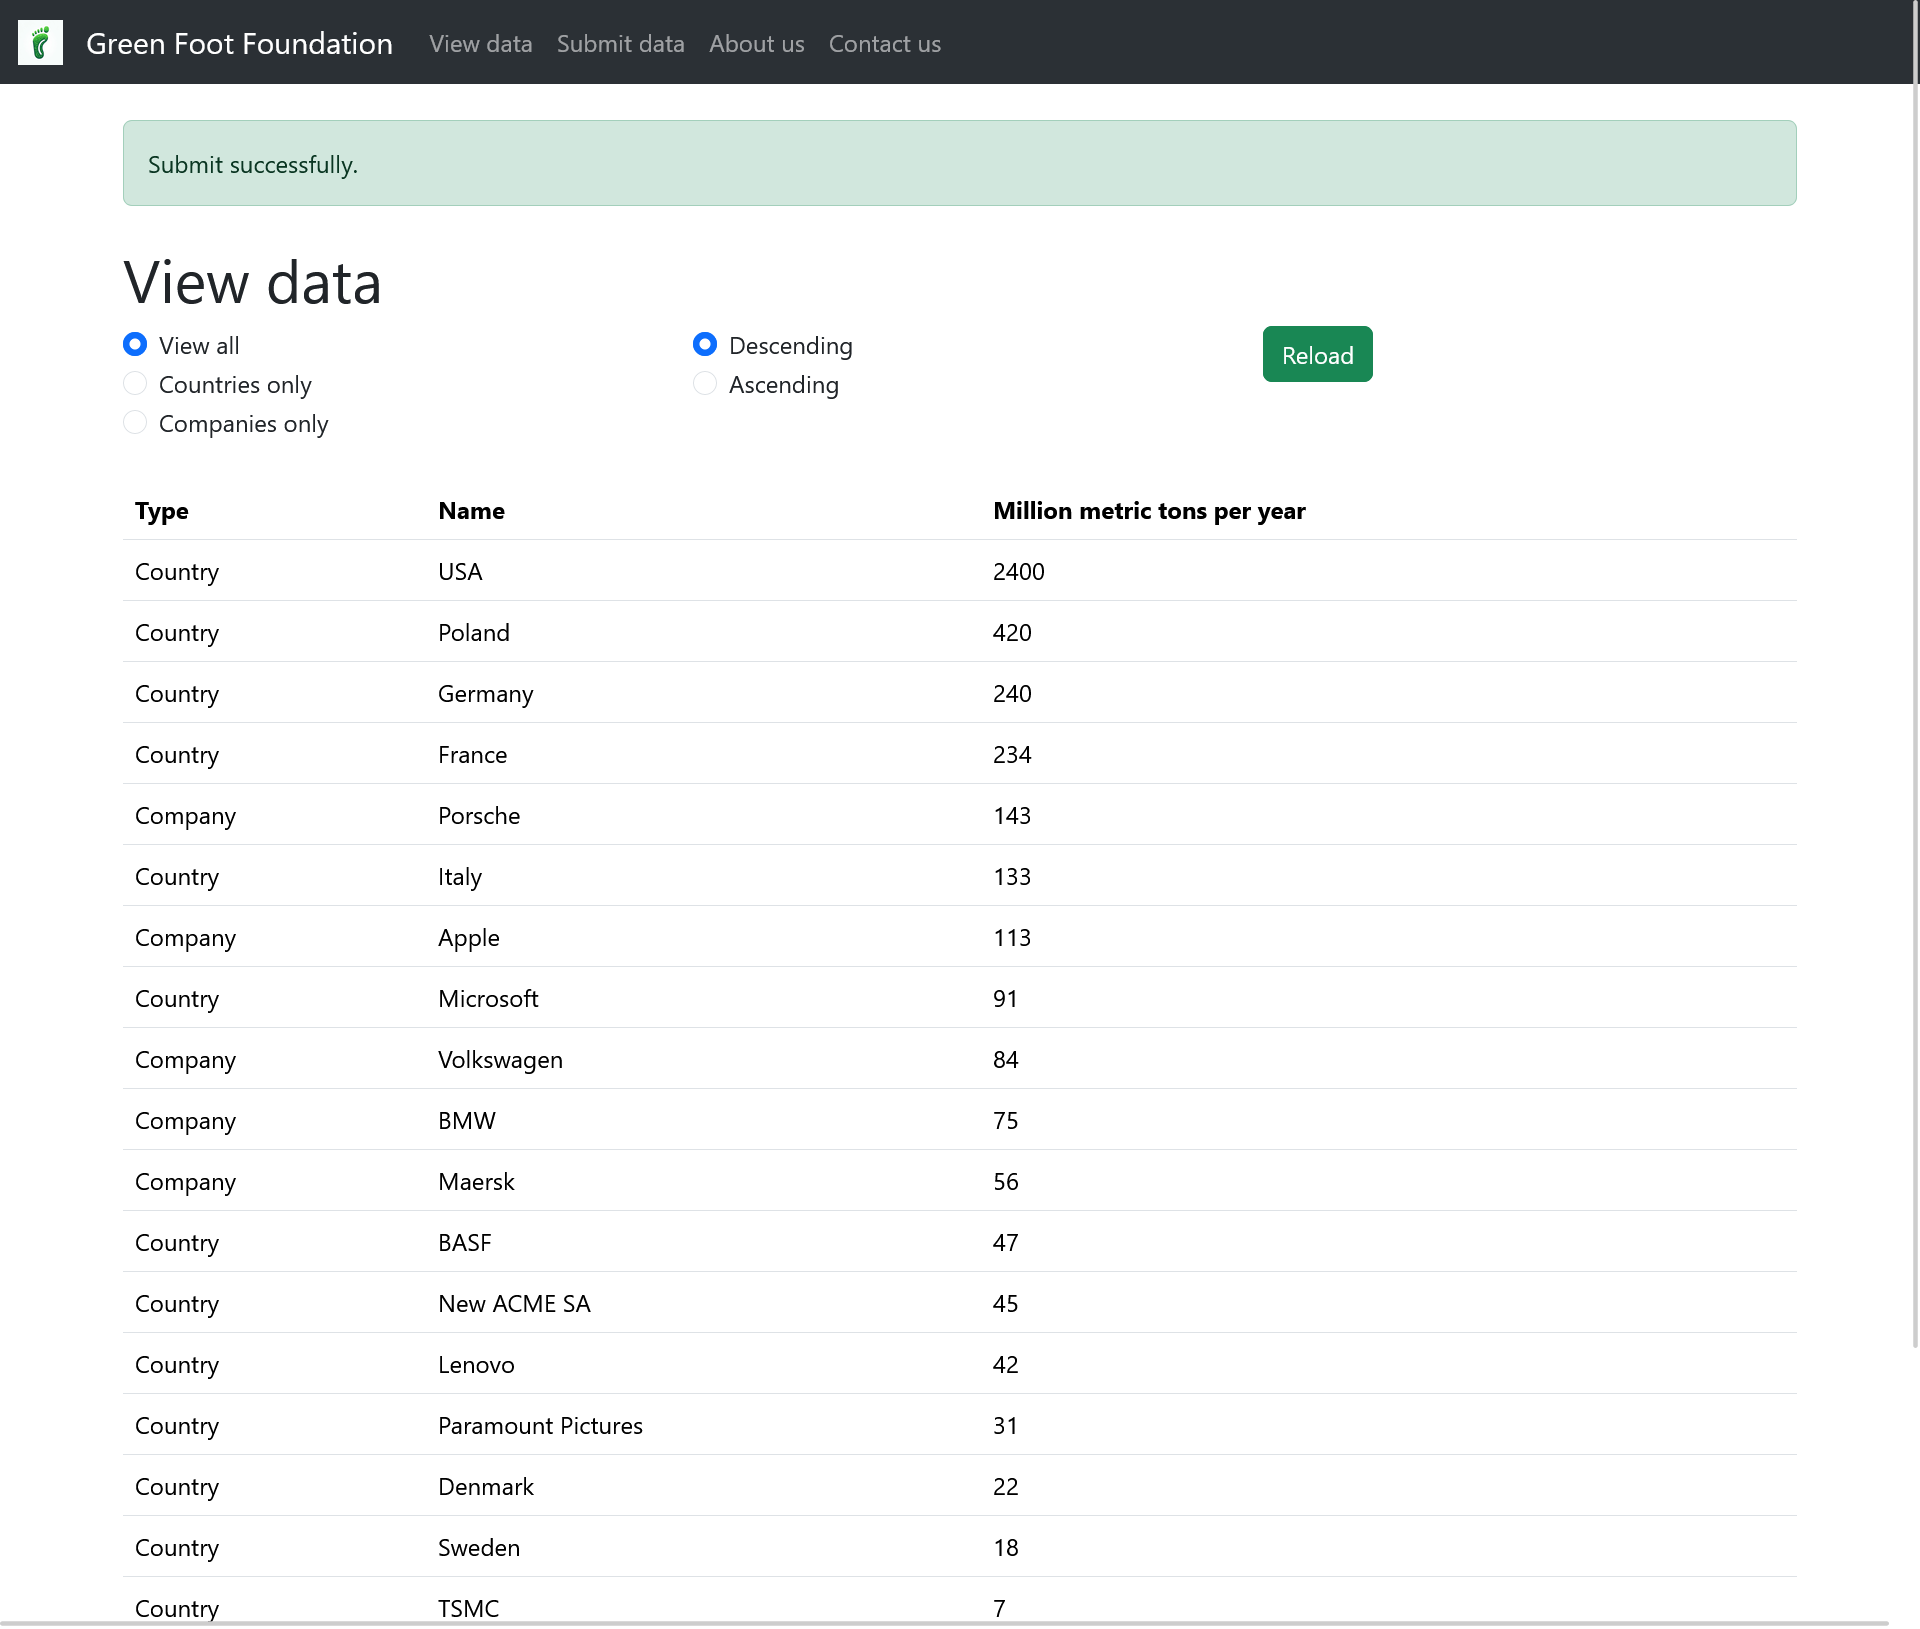 Green Foot Foundation View data Submit data About us Contact us
Submit successfully.
View data
View all Descending Reload
Countries only Ascending
Companies only
Type Name Million metric tons per year
Country USA 2400
Country Poland 420
Country Germany 240
Country France 234
Company Porsche 143
Country Italy 133
Company Apple 113
Country Microsoft 91
Company Volkswagen 84
Company BMW 75
Company Maersk 56
Country BASF 47
Country New ACME SA 45
Country Lenovo 42
Country Paramount Pictures 31
Country Denmark 22
Country Sweden 18
Country TSMC 7